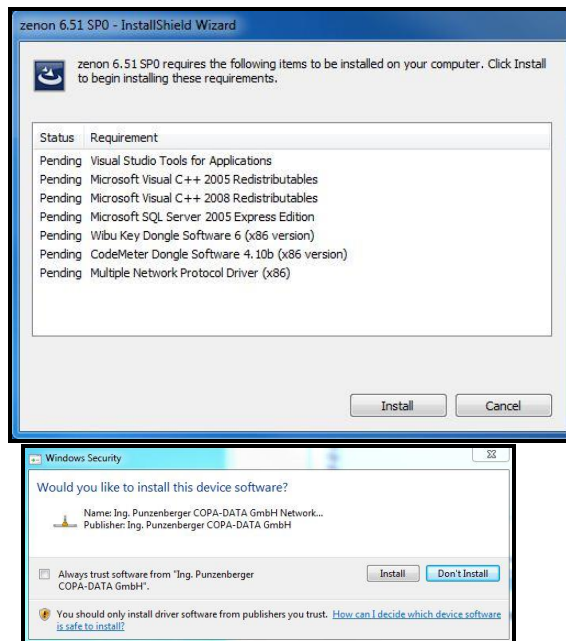 zenon 6.51 SP0 - InstallShield Wizard
zenon 6.51 SP0 requires the following items to be installed on your computer. Click Install
to begin installing these requirements.
Status Requirement
Pending Visual Studio Tools for Applications
Pending Microsoft Visual C++ 2005 Redistributables
Pending Microsoft Visual C++ 2008 Redistributables
Pending Microsoft SQL Server 2005 Express Edition
Pending Wibu Key Dongle Software 6 (x86 version)
Pending CodeMeter Dongle Software 4.10b (x86 version)
Pending Multiple Network Protocol Driver (x86)
Install Cancel
Windows Security
Would you like to install this device software?
Name: Ing. Punzenberger COPA-DATA GmbH Network...
Publisher: Ing. Punzenberger COPA-DATA GmbH
Always trust software from "Ing. Punzenberger
COPA-DATA GmbH".
Install Don't Install
You should only install driver software from publishers you trust. How can I decide which device software
is safe to install?